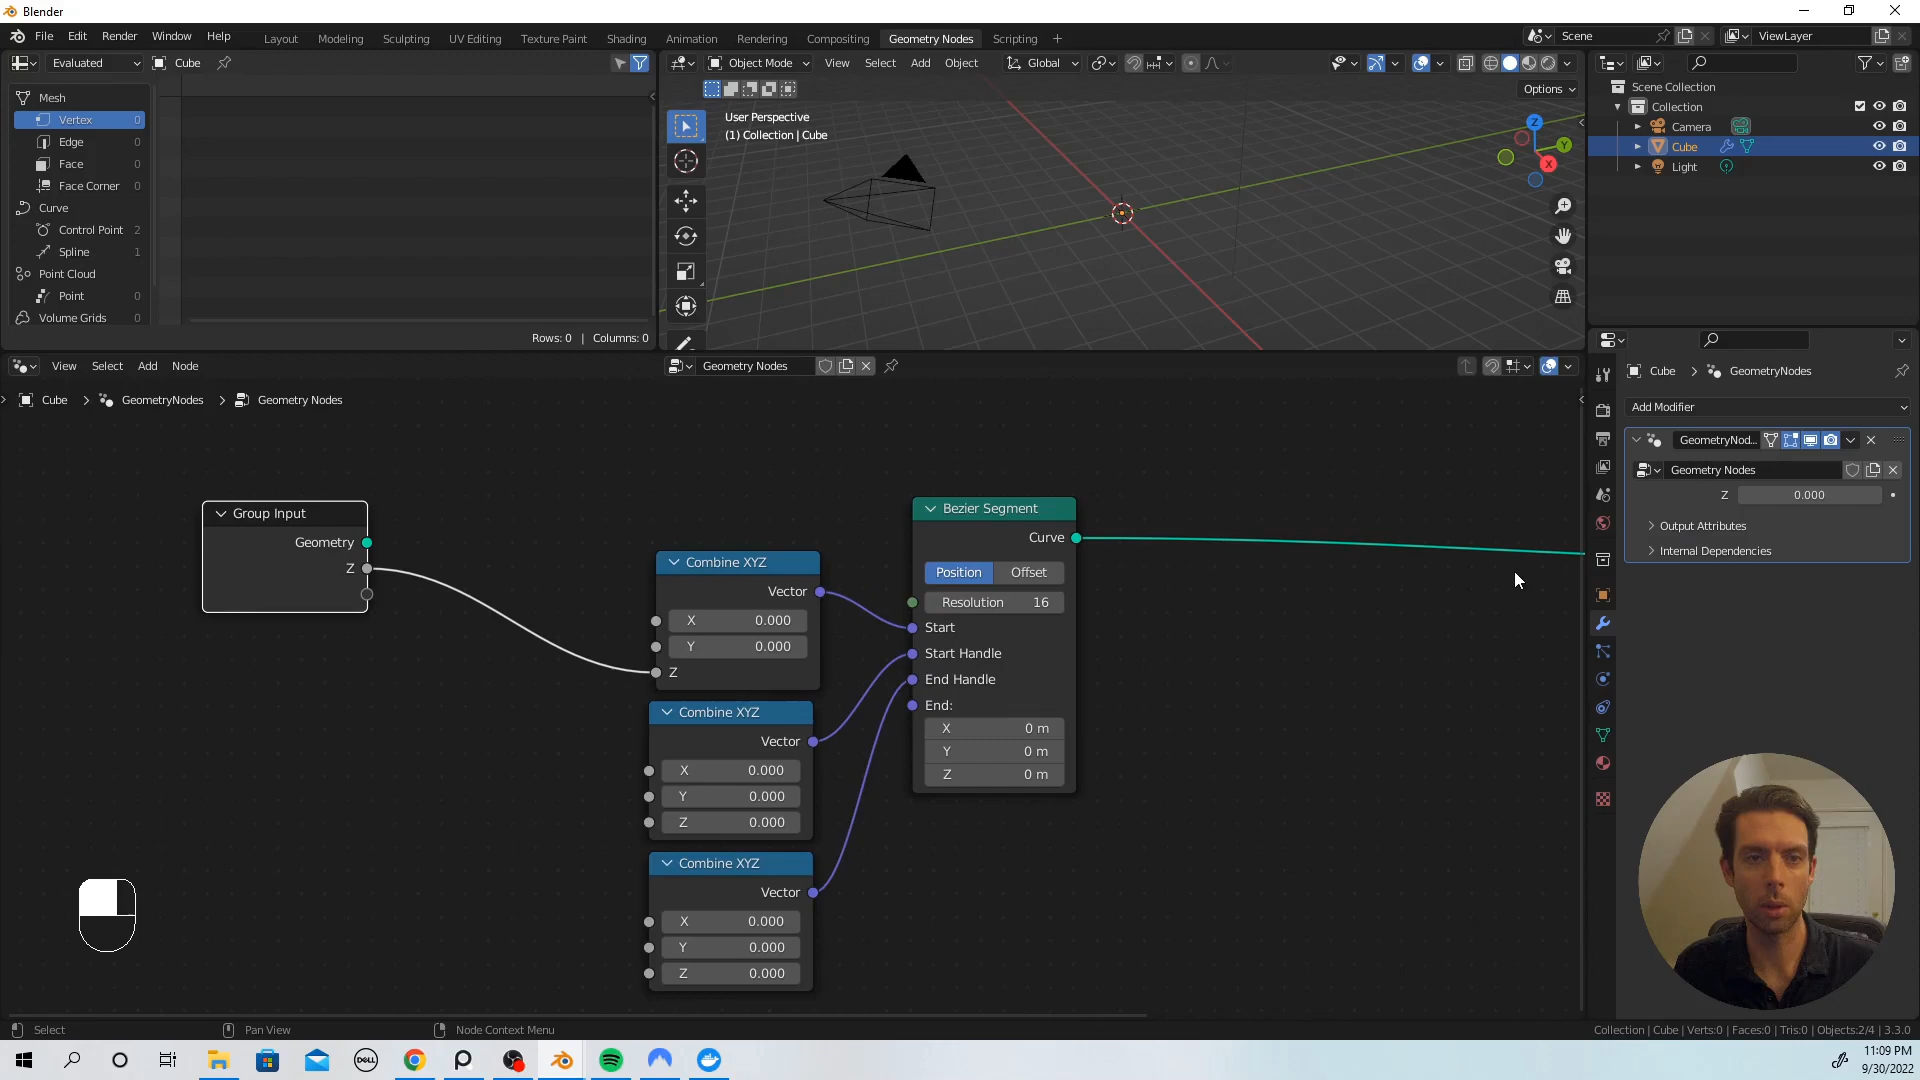 Blender
File Edit Render Window Help
Layout Modeling Sculpting UV Editing Texture Paint Shading Animation Rendering Compositing Geometry Nodes Scripting +
Scene ViewLayer
Evaluated Cube
Object Mode View Select Add Object Global
Options
Mesh
Vertex 0
Edge 0
Face 0
Face Corner 0
Curve
Control Point 2
Spline 1
Point Cloud
Point 0
Volume Grids 0
Rows: 0 | Columns: 0
User Perspective
(1) Collection | Cube
Z
Y
X
Scene Collection
Collection
Camera
Cube
Light
View Select Add Node
Geometry Nodes
Cube > GeometryNodes > Geometry Nodes
Group Input
Geometry
Z
Combine XYZ
Vector
X 0.000
Y 0.000
Z
Combine XYZ
Vector
X 0.000
Y 0.000
Z 0.000
Combine XYZ
Vector
X 0.000
Y 0.000
Z 0.000
Bezier Segment
Curve
Position Offset
Resolution 16
Start
Start Handle
End Handle
End:
X 0 m
Y 0 m
Z 0 m
Cube > GeometryNodes
Add Modifier
GeometryNod...
Geometry Nodes
Z 0.000
Output Attributes
Internal Dependencies
Select Pan View Node Context Menu
Collection | Cube | Verts:0 | Faces:0 | Tris:0 | Objects:2/4 | 3.3.0
DELL
11:09 PM
9/30/2022